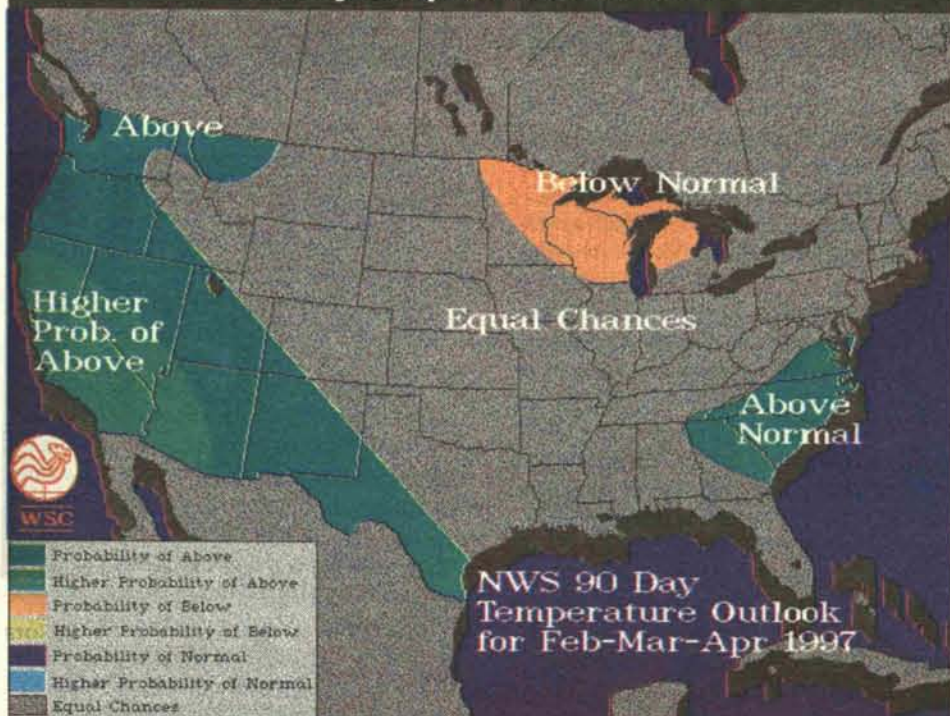 Above
Below Normal
Higher
Prob. of
Above
Equal Chances
Above
Normal
WSC
Probability of Above
Higher Probability of Above
Probability of Below
Higher Probability of Below
Probability of Normal
Higher Probability of Normal
Equal Chances
NWS 90 Day
Temperature Outlook
for Feb-Mar-Apr 1997